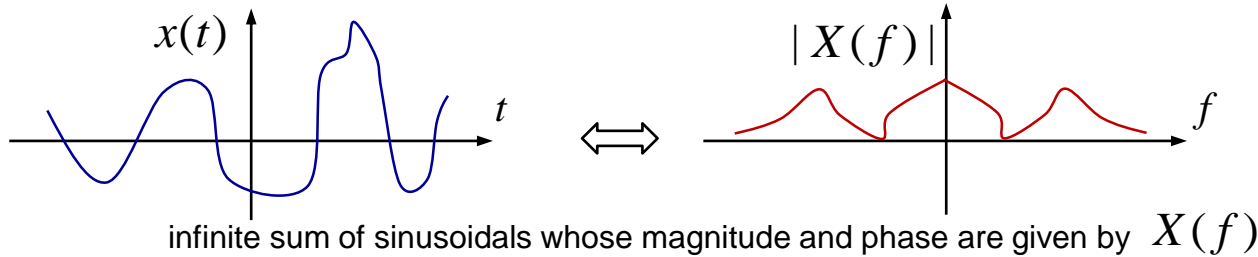 x(t)
t
| X(f) |
f
infinite sum of sinusoidals whose magnitude and phase are given by X(f)